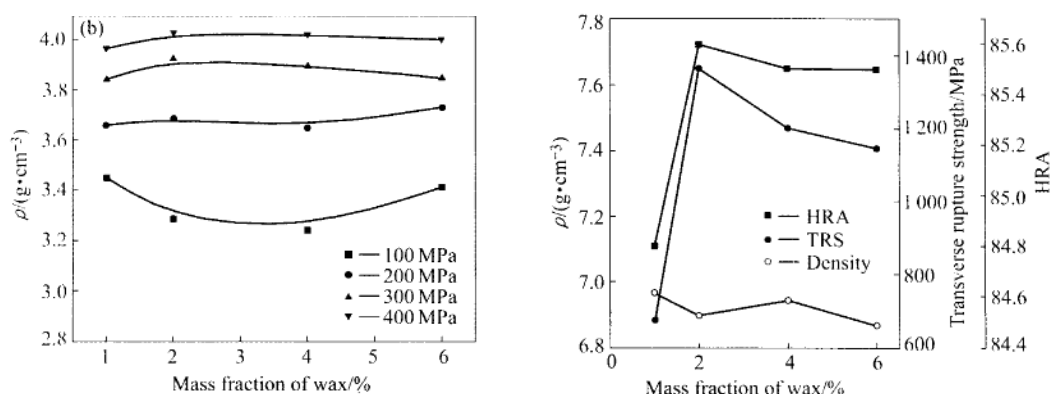 (b)
4.0
3.8
3.6
3.4
3.2
3.0
2.8
ρ/(g•cm⁻³)
1 2 3 4 5 6
Mass fraction of wax/%
100 MPa
200 MPa
300 MPa
400 MPa
7.8
7.6
7.4
7.2
7.0
6.8
ρ/(g•cm⁻³)
0 2 4 6
Mass fraction of wax/%
HRA
TRS
Density
1 400
1 200
1 000
800
600
Transverse rupture strength/MPa
85.6
85.4
85.2
85.0
84.8
84.6
84.4
HRA